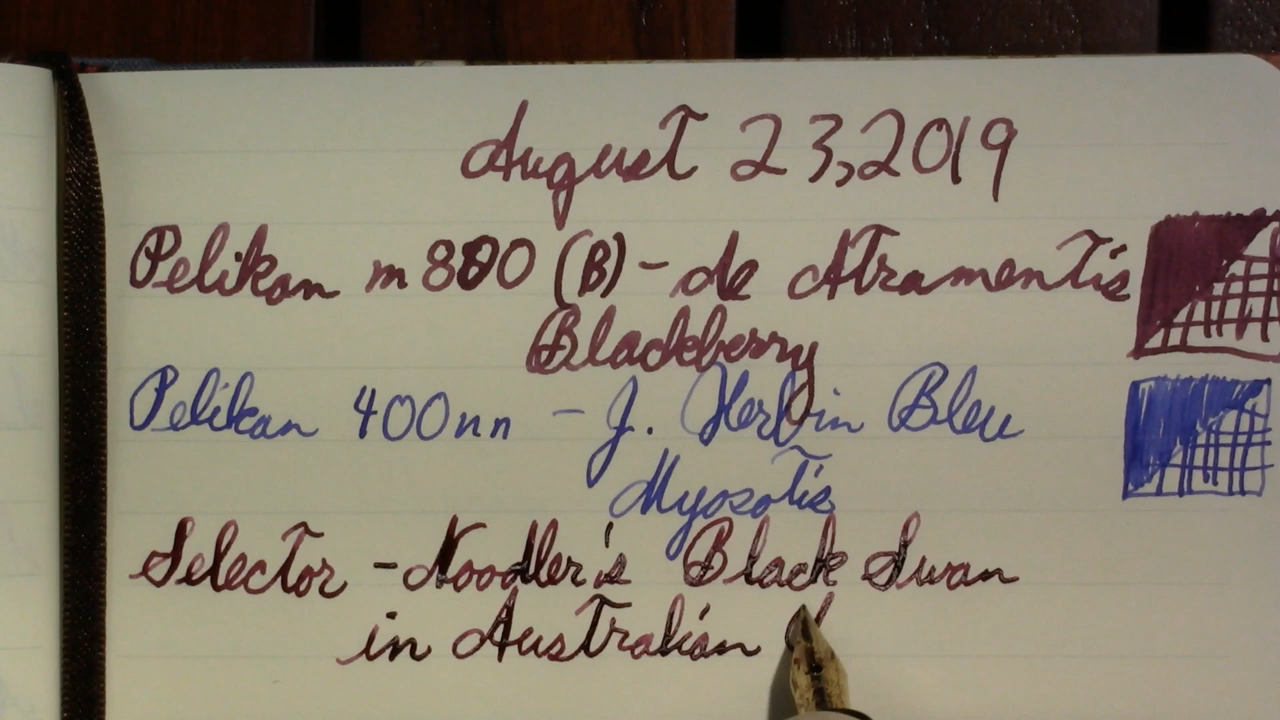 August 23, 2019
Pelikan m800 (B) - de Atramentis
Blackberry
Pelikan 400nn - J. Herbin Bleu
Myosotis
Selector - Noodler's Black Swan
in Australian